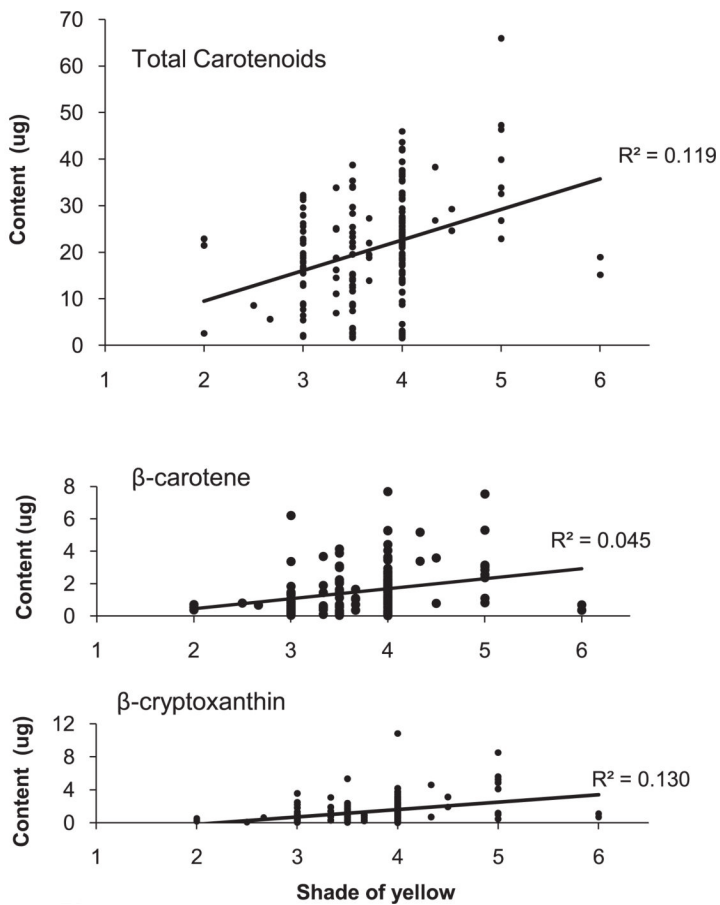 Total Carotenoids
Content (ug)
70
60
50
40
30
20
10
0
R² = 0.119
1 2 3 4 5 6
β-carotene
Content (ug)
8
6
4
2
0
R² = 0.045
1 2 3 4 5 6
β-cryptoxanthin
Content (ug)
12
8
4
0
R² = 0.130
1 2 3 4 5 6
Shade of yellow